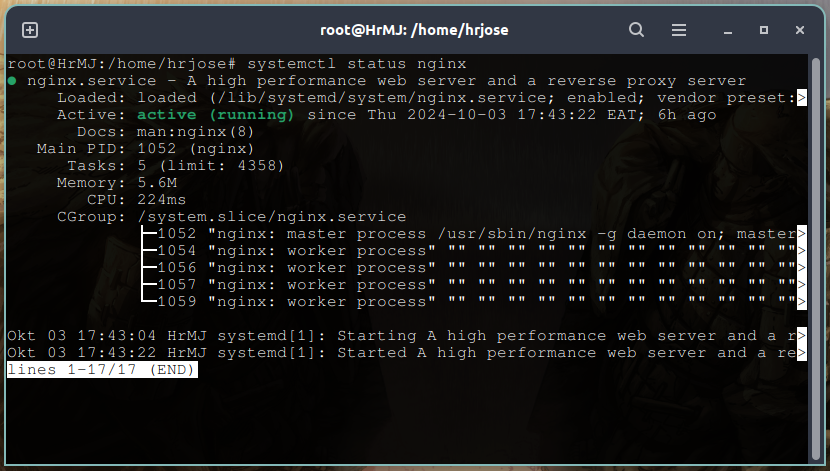 root@HrMJ: /home/hrjose
root@HrMJ:/home/hrjose# systemctl status nginx
● nginx.service - A high performance web server and a reverse proxy server
     Loaded: loaded (/lib/systemd/system/nginx.service; enabled; vendor preset:>
     Active: active (running) since Thu 2024-10-03 17:43:22 EAT; 6h ago
       Docs: man:nginx(8)
   Main PID: 1052 (nginx)
      Tasks: 5 (limit: 4358)
     Memory: 5.6M
        CPU: 224ms
     CGroup: /system.slice/nginx.service
             ├─1052 "nginx: master process /usr/sbin/nginx -g daemon on; master>
             ├─1054 "nginx: worker process" "" "" "" "" "" "" "" "" "" "" "" "">
             ├─1056 "nginx: worker process" "" "" "" "" "" "" "" "" "" "" "" "">
             ├─1057 "nginx: worker process" "" "" "" "" "" "" "" "" "" "" "" "">
             └─1059 "nginx: worker process" "" "" "" "" "" "" "" "" "" "" "" "">
Okt 03 17:43:04 HrMJ systemd[1]: Starting A high performance web server and a r>
Okt 03 17:43:22 HrMJ systemd[1]: Started A high performance web server and a re>
lines 1-17/17 (END)